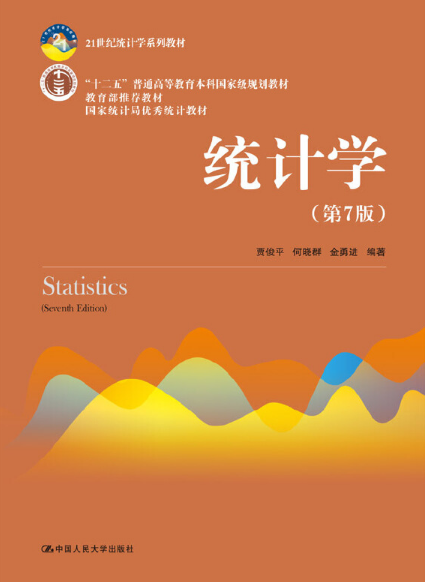 21
21世纪统计学系列教材
十二五
“十二五”普通高等教育本科国家级规划教材
教育部推荐教材
国家统计局优秀统计教材
统计学
（第7版）
贾俊平 何晓群 金勇进 编著
Statistics
(Seventh Edition)
中国人民大学出版社